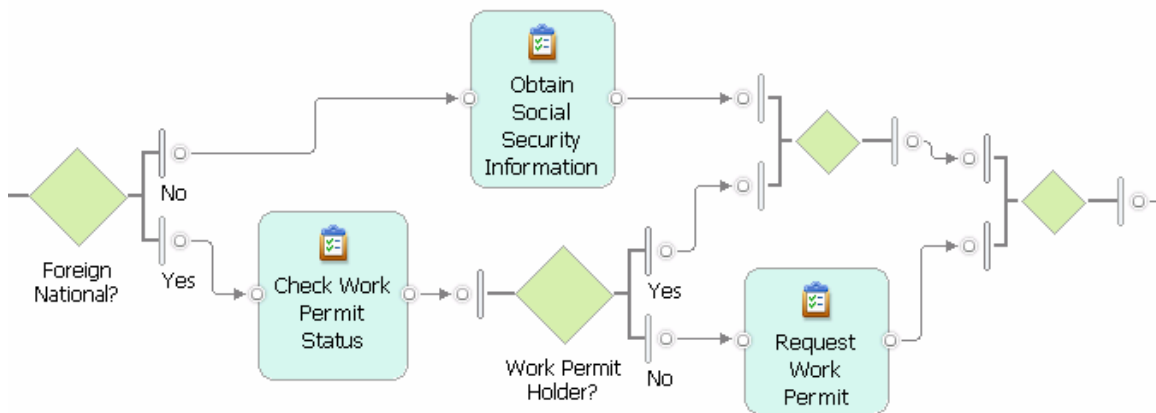 Obtain
Social
Security
Information
No
Foreign
National?
Yes
Check Work
Permit
Status
Work Permit
Holder?
Yes
No
Request
Work
Permit